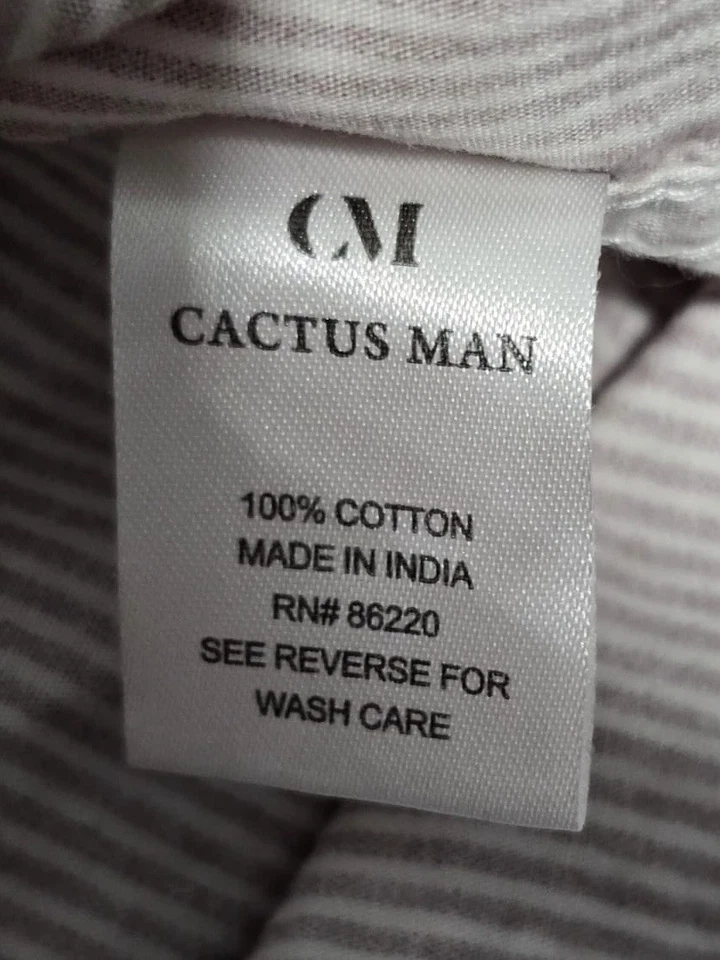 CM
CACTUS MAN
100% COTTON
MADE IN INDIA
RN# 86220
SEE REVERSE FOR
WASH CARE